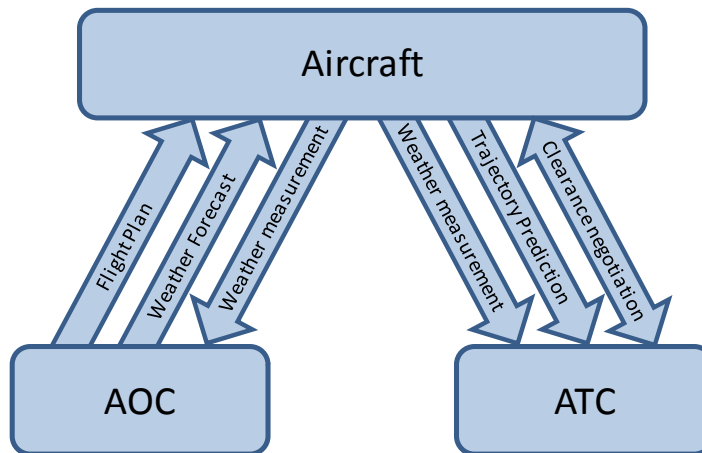 Aircraft
Flight Plan
Weather Forecast
Weather measurement
Weather measurement
Trajectory Prediction
Clearance negotiation
AOC
ATC